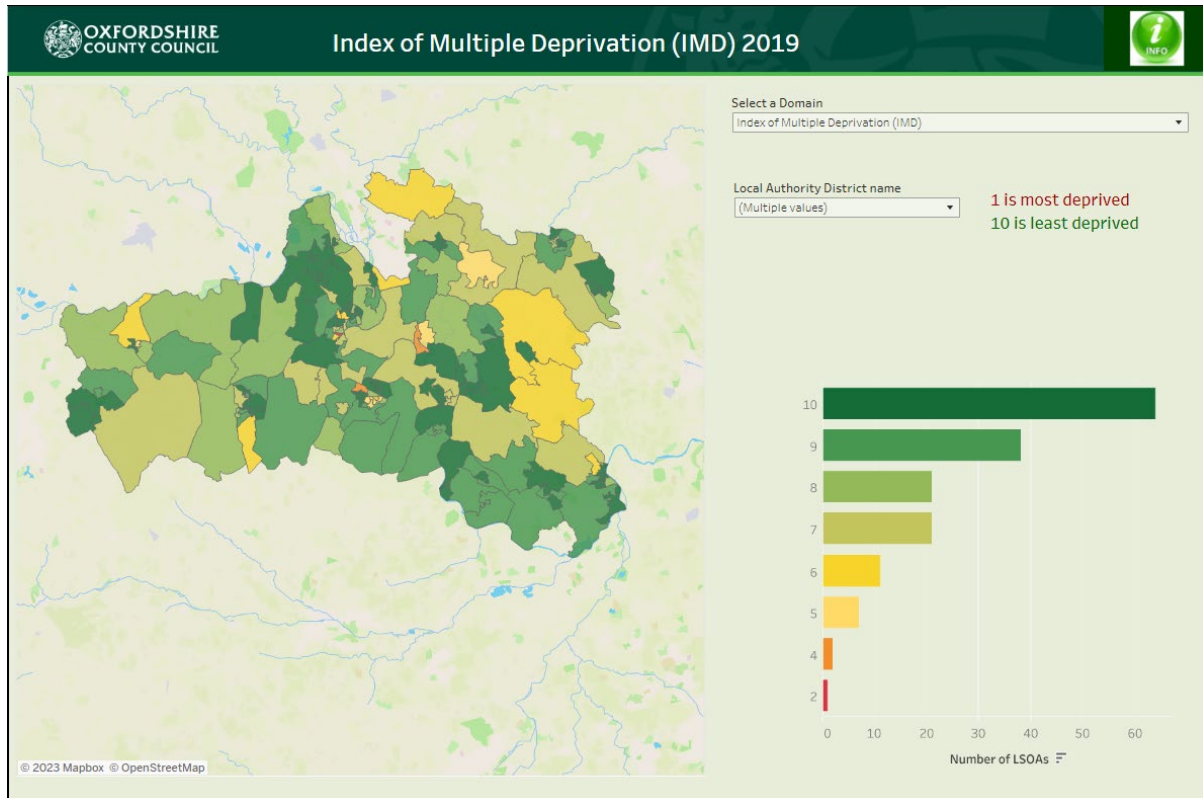 OXFORDSHIRE
COUNTY COUNCIL
Index of Multiple Deprivation (IMD) 2019
i
INFO
Select a Domain
Index of Multiple Deprivation (IMD)
Local Authority District name
(Multiple values)
1 is most deprived
10 is least deprived
10
9
8
7
6
5
4
2
0 10 20 30 40 50 60
Number of LSOAs
© 2023 Mapbox © OpenStreetMap